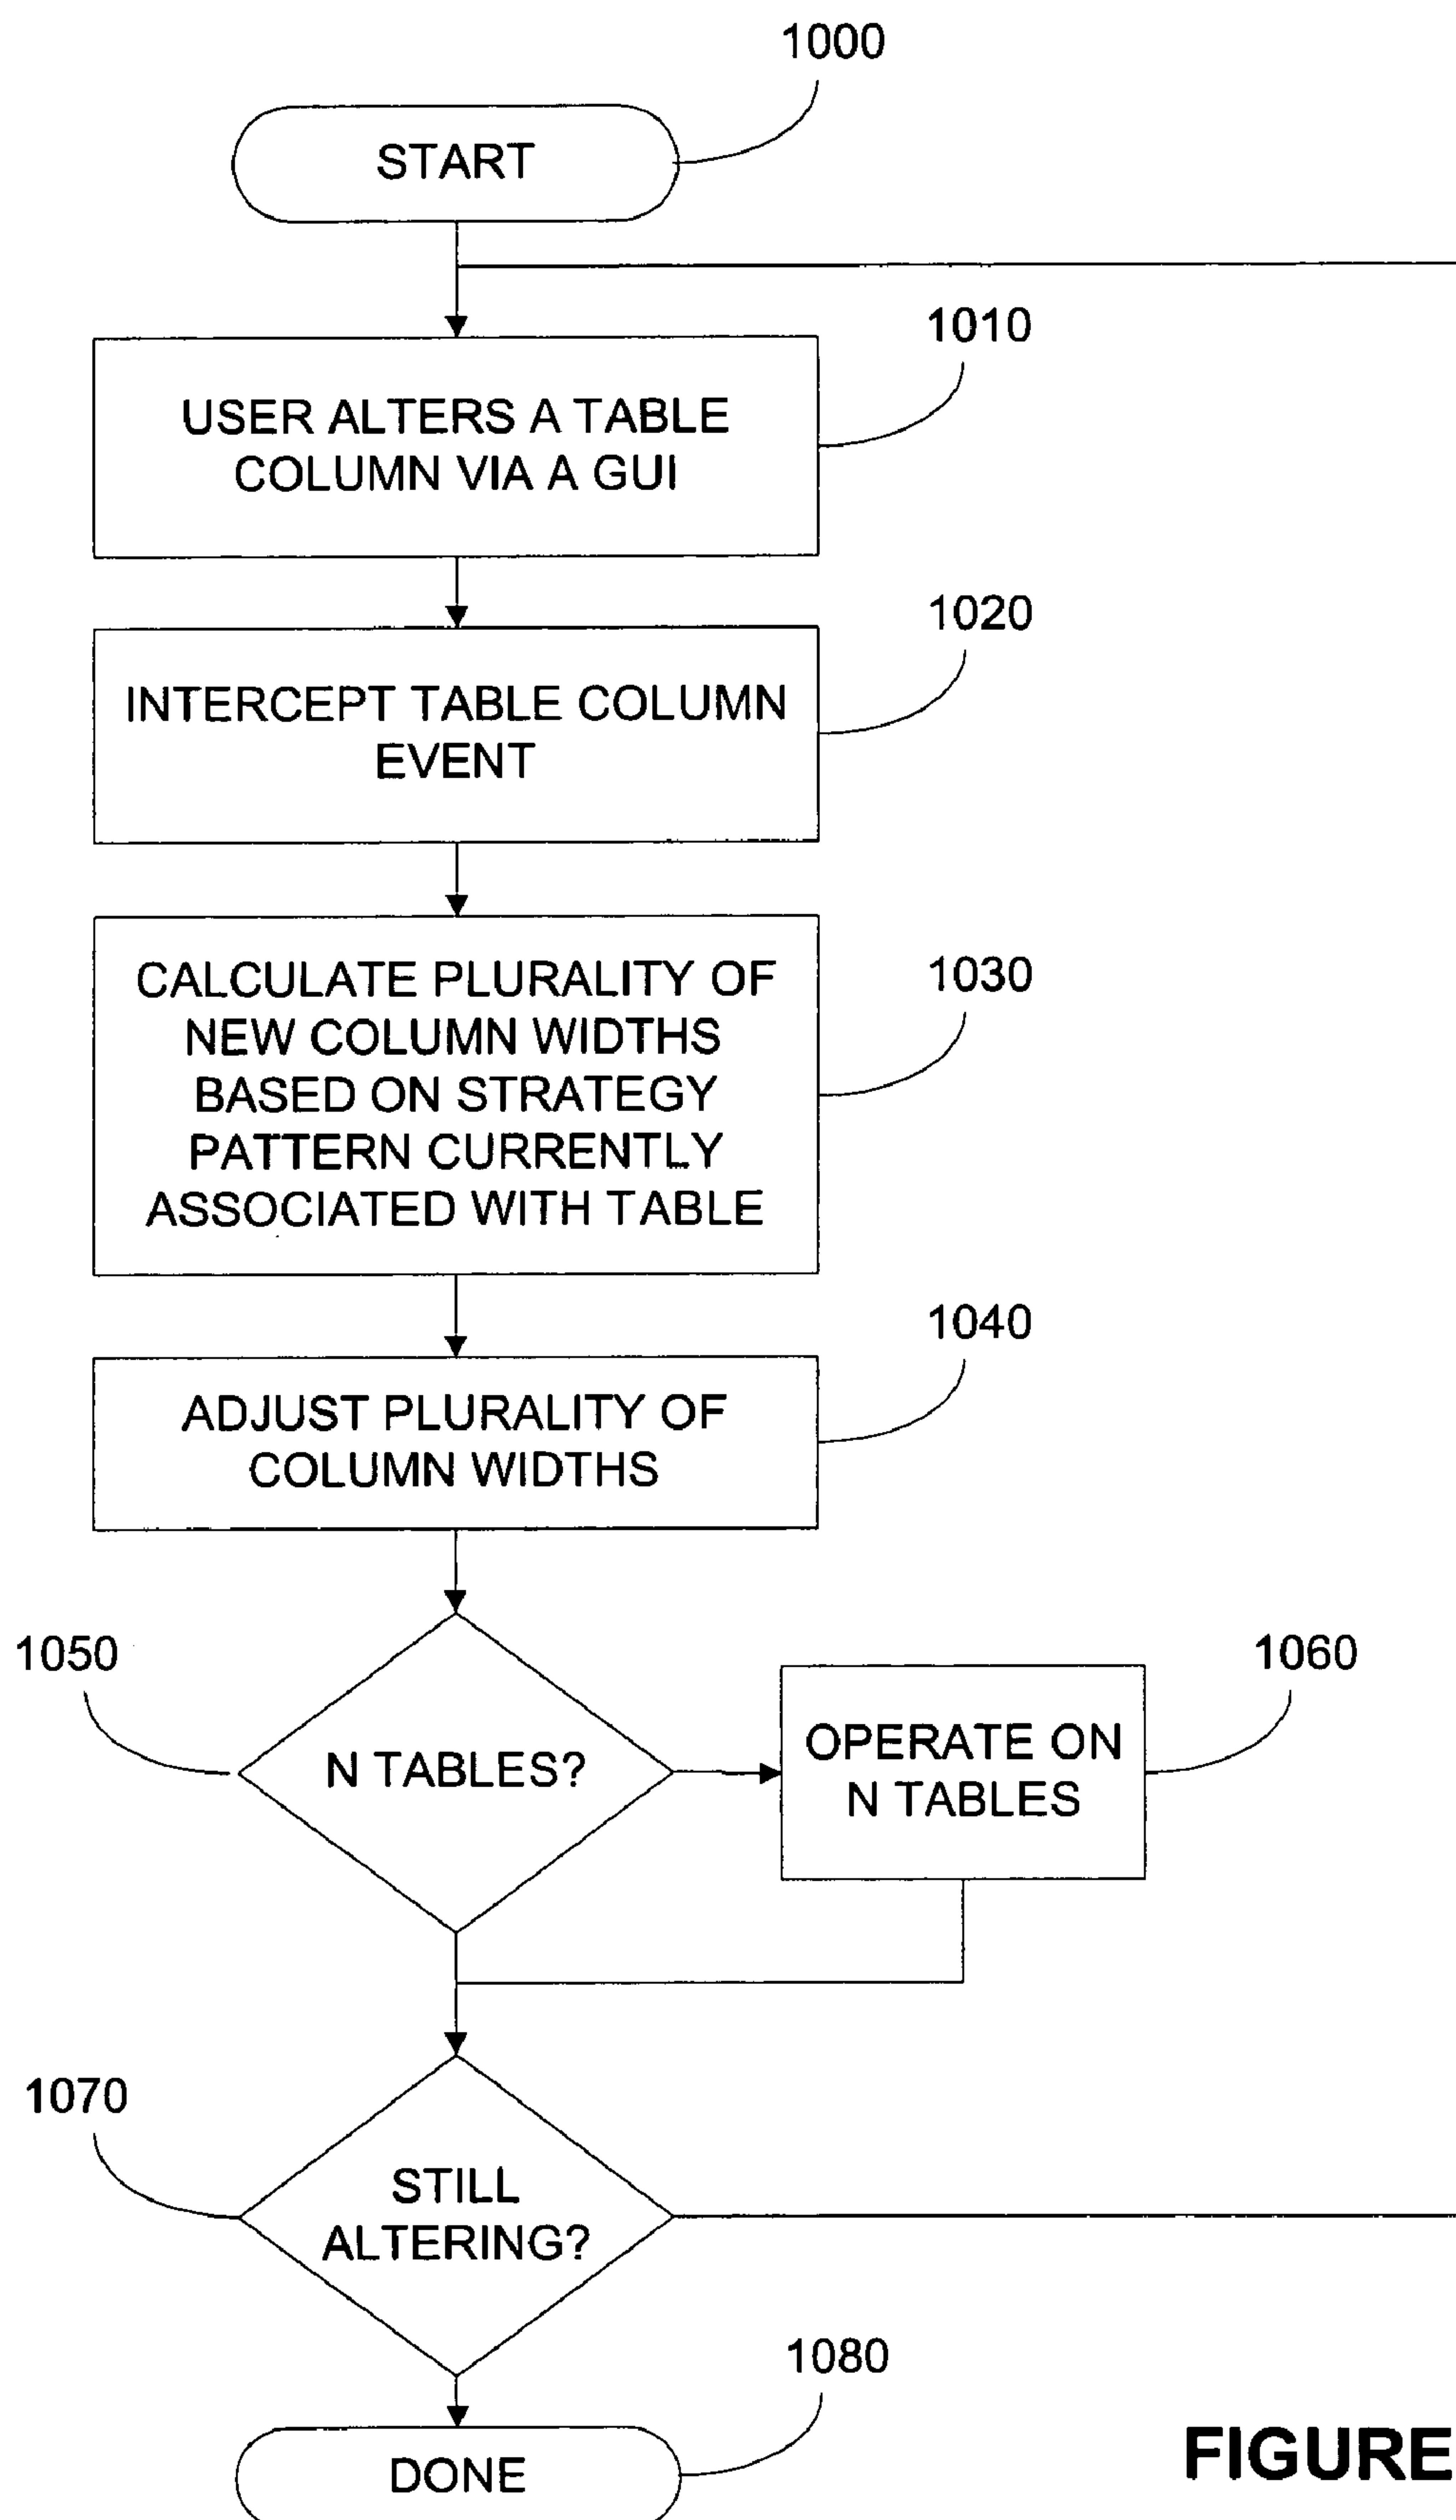 1000
START
1010
USER ALTERS A TABLE
COLUMN VIA A GUI
1020
INTERCEPT TABLE COLUMN
EVENT
1030
CALCULATE PLURALITY OF
NEW COLUMN WIDTHS
BASED ON STRATEGY
PATTERN CURRENTLY
ASSOCIATED WITH TABLE
1040
ADJUST PLURALITY OF
COLUMN WIDTHS
1050
N TABLES?
1060
OPERATE ON
N TABLES
1070
STILL
ALTERING?
1080
DONE
FIGURE